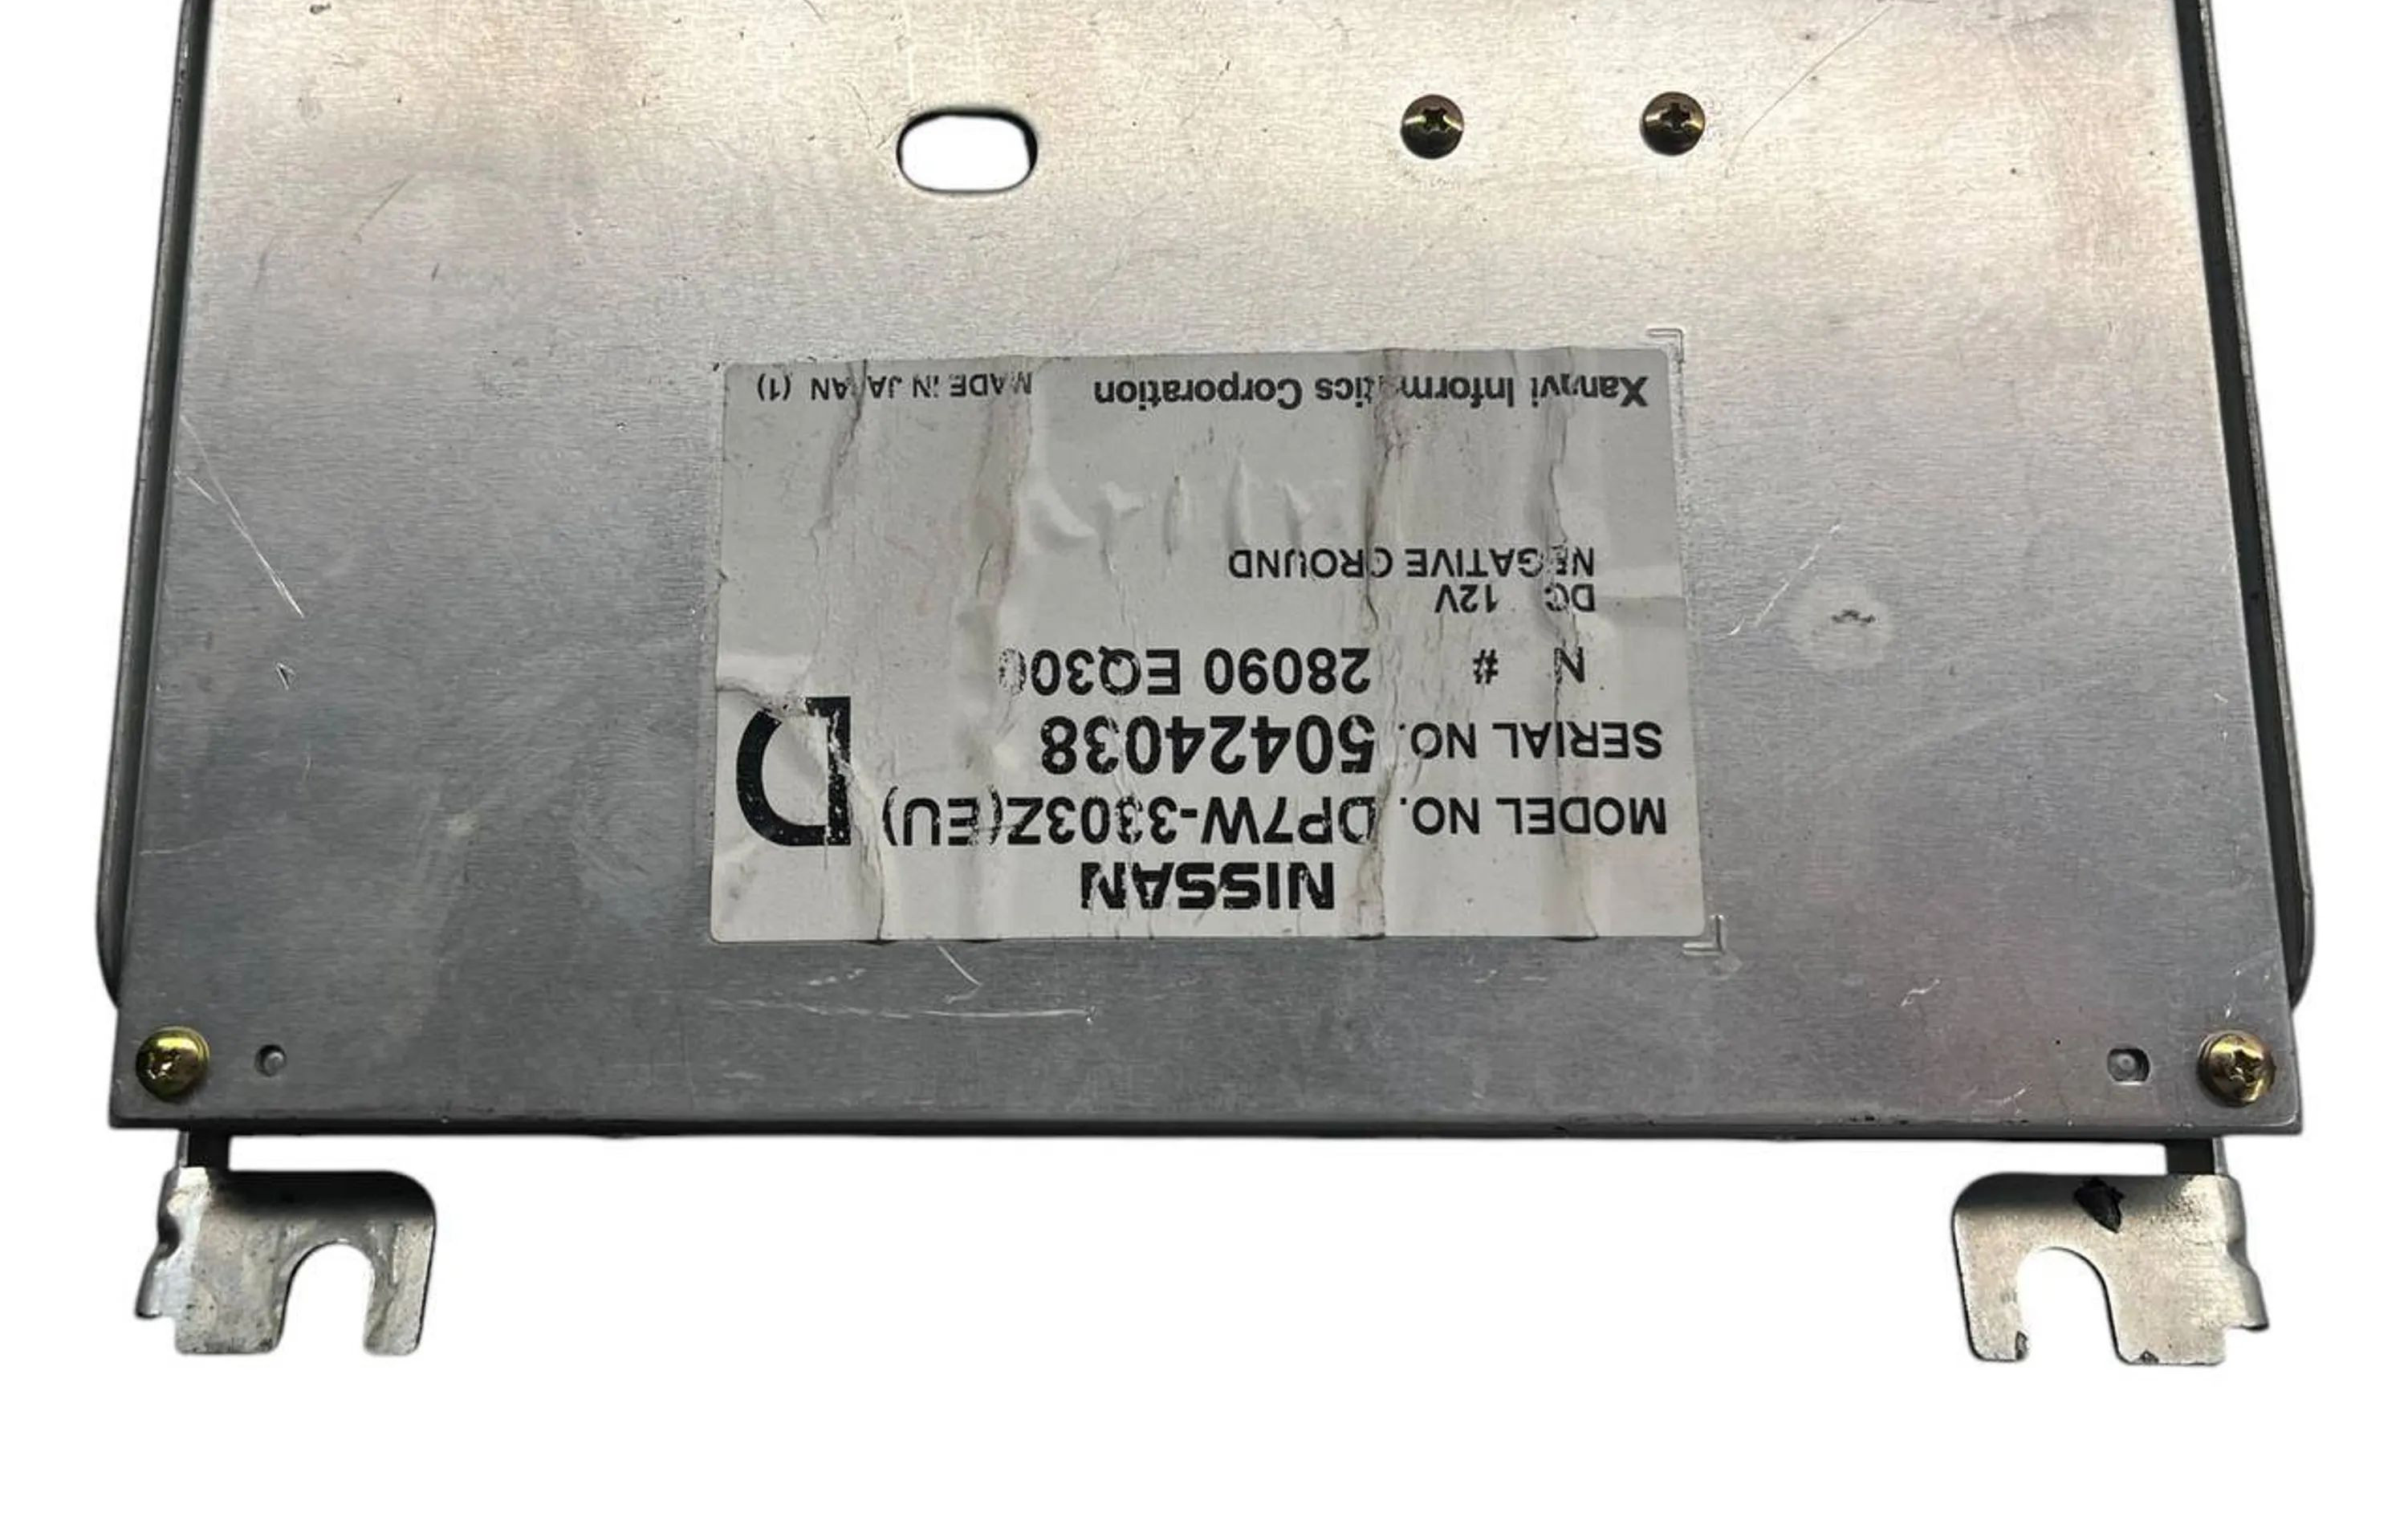 NISSAN
MODEL NO. DP7W-3303Z(EU) D
SERIAL NO. 50424038
N # 28090 EQ300
DC 12V
NEGATIVE GROUND
Xanavi Informatics Corporation MADE IN JAPAN (1)